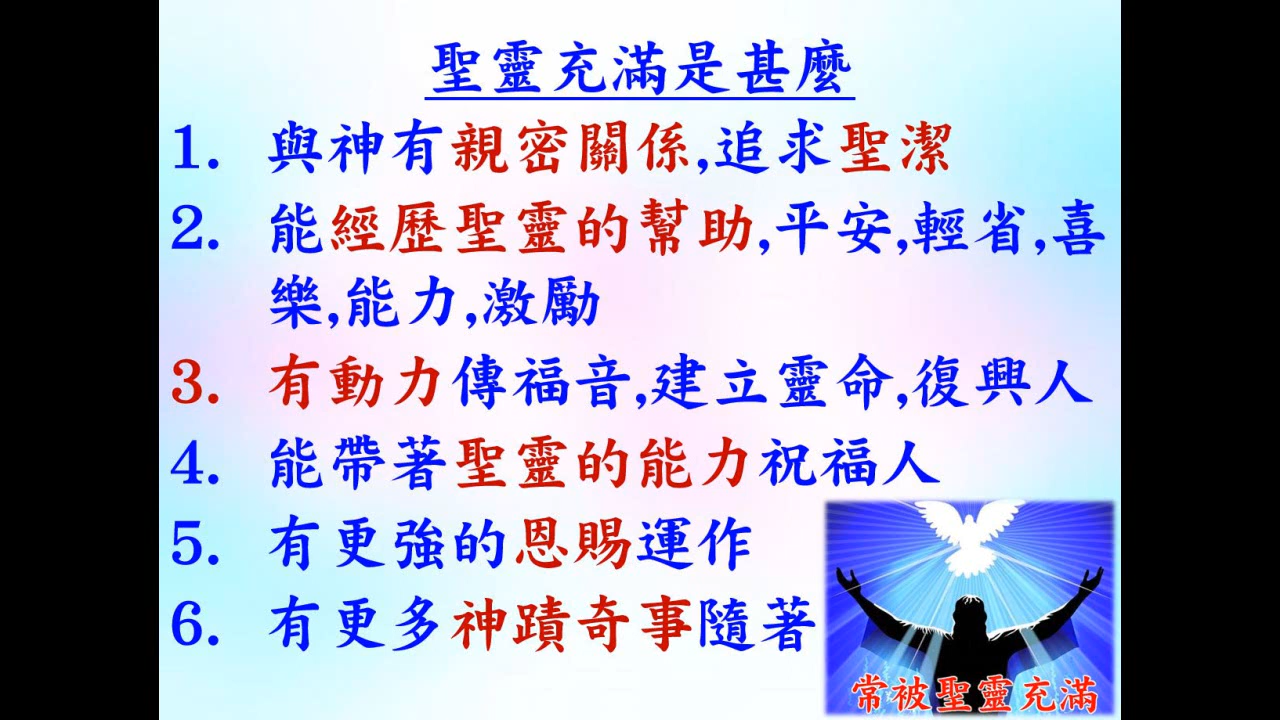 聖靈充滿是甚麼
1. 與神有親密關係,追求聖潔
2. 能經歷聖靈的幫助,平安,輕省,喜
樂,能力,激勵
3. 有動力傳福音,建立靈命,復興人
4. 能帶著聖靈的能力祝福人
5. 有更強的恩賜運作
6. 有更多神蹟奇事隨著
常被聖靈充滿